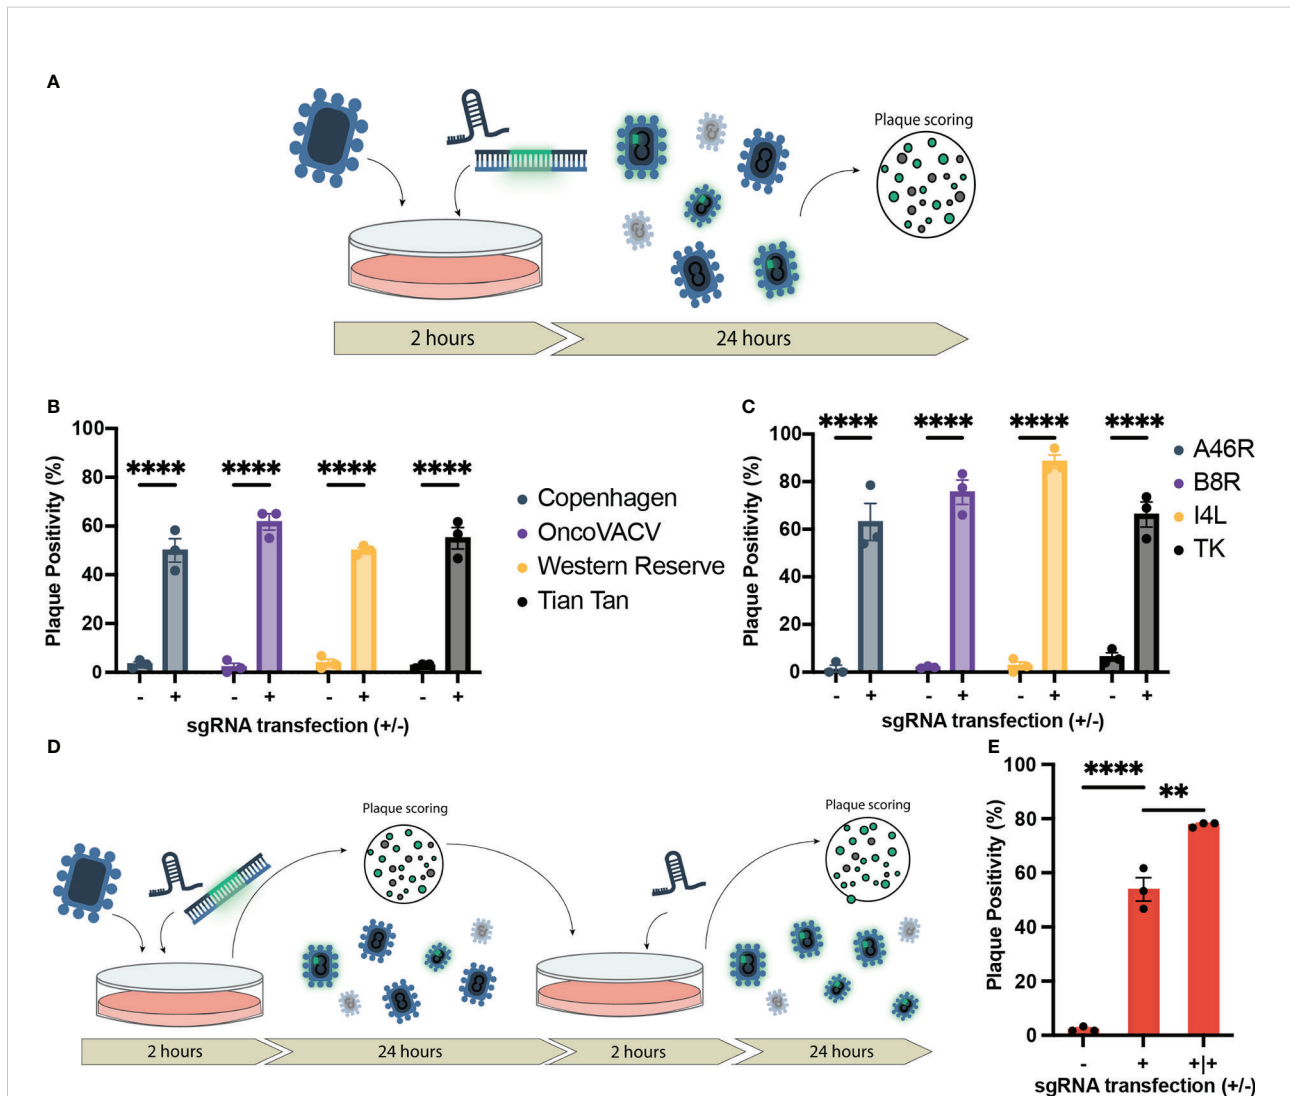 A
Plaque scoring
2 hours
24 hours
B
100
80
60
40
20
0
Plaque Positivity (%)
**** **** **** ****
- + - + - + - +
sgRNA transfection (+/-)
Copenhagen
OncoVACV
Western Reserve
Tian Tan
C
100
80
60
40
20
0
Plaque Positivity (%)
**** **** **** ****
- + - + - + - +
sgRNA transfection (+/-)
A46R
B8R
I4L
TK
D
Plaque scoring
Plaque scoring
2 hours
24 hours
2 hours
24 hours
E
100
80
60
40
20
0
Plaque Positivity (%)
****
**
- + +|+
sgRNA transfection (+/-)